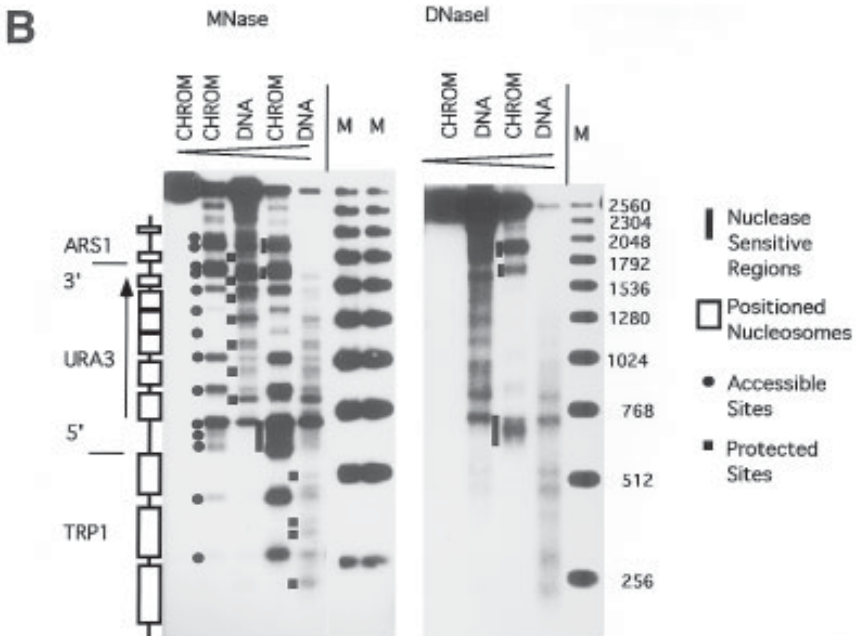 B
MNase
DNaseI
CHROM
CHROM
DNA
CHROM
DNA
M M
CHROM
DNA
CHROM
DNA
M
ARS1
3'
URA3
5'
TRP1
2560
2304
2048
1792
1536
1280
1024
768
512
256
Nuclease
Sensitive
Regions
Positioned
Nucleosomes
Accessible
Sites
Protected
Sites